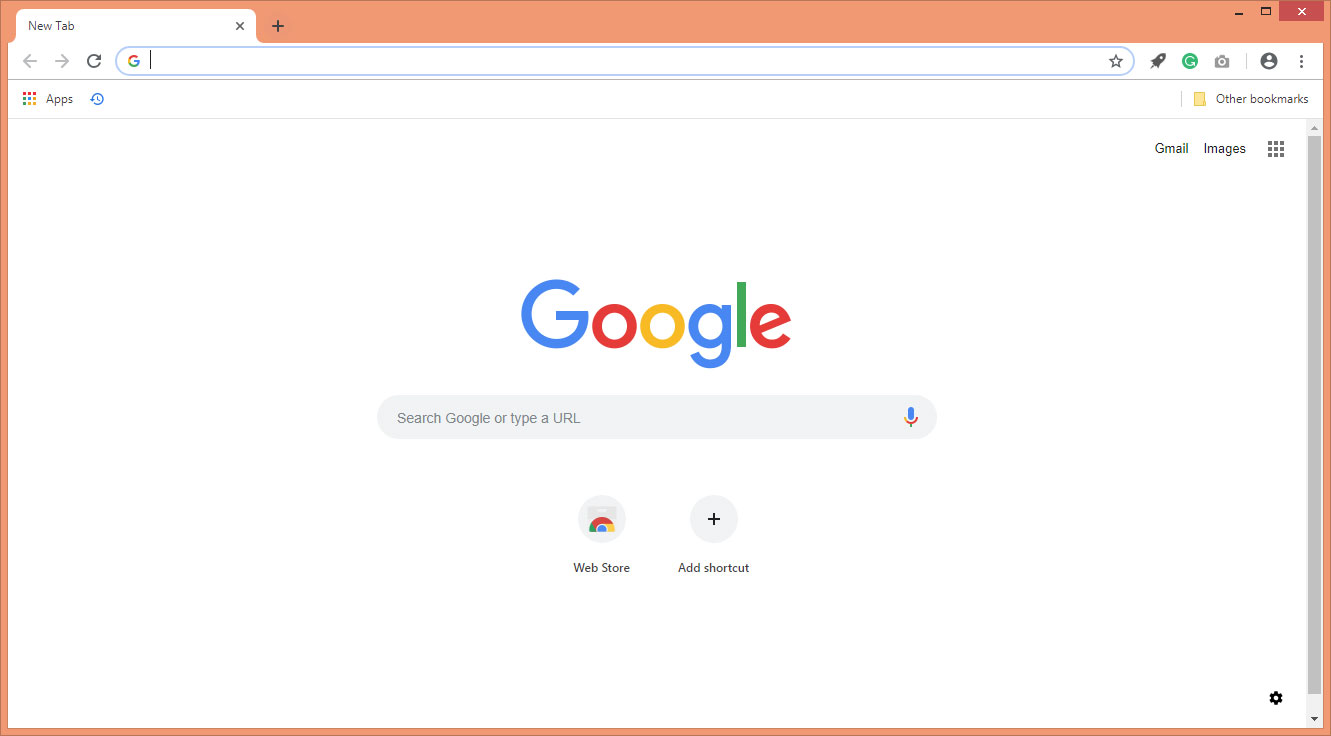 New Tab
Apps
Other bookmarks
Gmail Images
Google
Search Google or type a URL
Web Store
Add shortcut